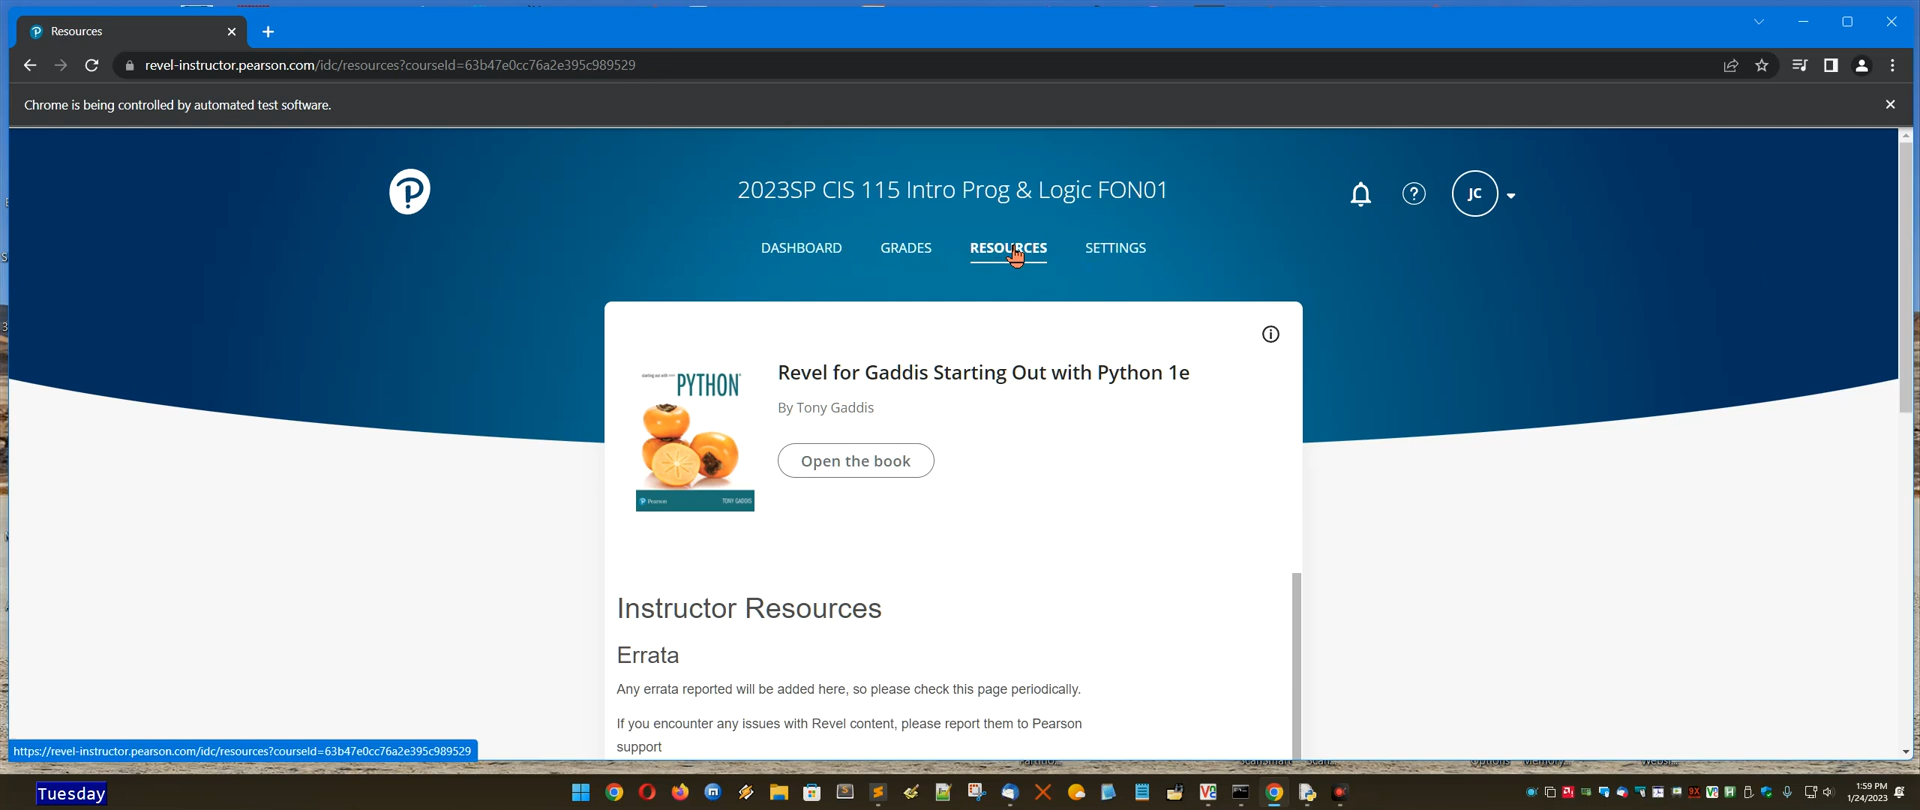 Resources
revel-instructor.pearson.com/idc/resources?courseId=63b47e0cc76a2e395c989529
Chrome is being controlled by automated test software.
2023SP CIS 115 Intro Prog & Logic FON01
JC
DASHBOARD GRADES RESOURCES SETTINGS
PYTHON
Pearson TONY GADDIS
Revel for Gaddis Starting Out with Python 1e
By Tony Gaddis
Open the book
Instructor Resources
Errata
Any errata reported will be added here, so please check this page periodically.
If you encounter any issues with Revel content, please report them to Pearson
support
https://revel-instructor.pearson.com/idc/resources?courseId=63b47e0cc76a2e395c989529
Tuesday
1:59 PM
1/24/2023